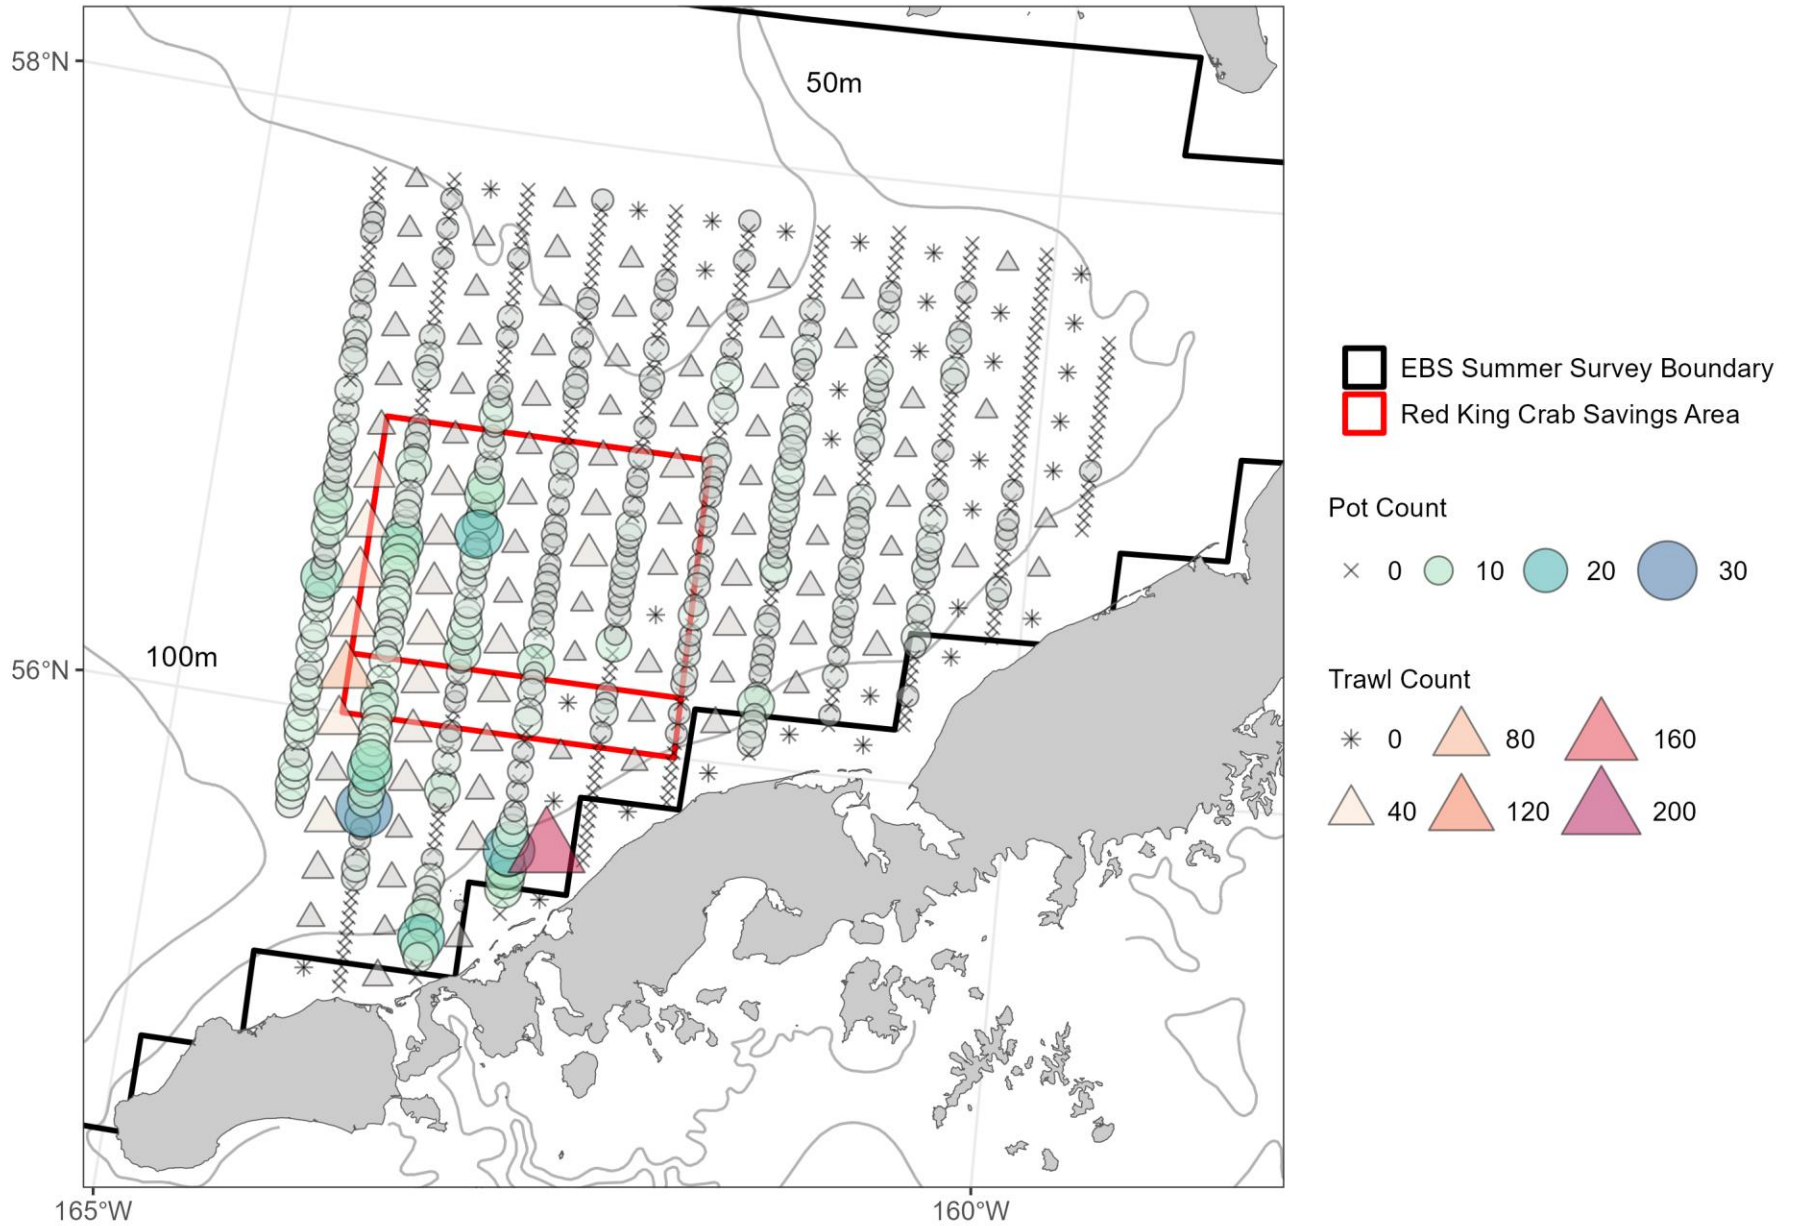 58°N
50m
EBS Summer Survey Boundary
Red King Crab Savings Area
Pot Count
0 10 20 30
56°N
100m
Trawl Count
0 80 160
40 120 200
165°W
160°W